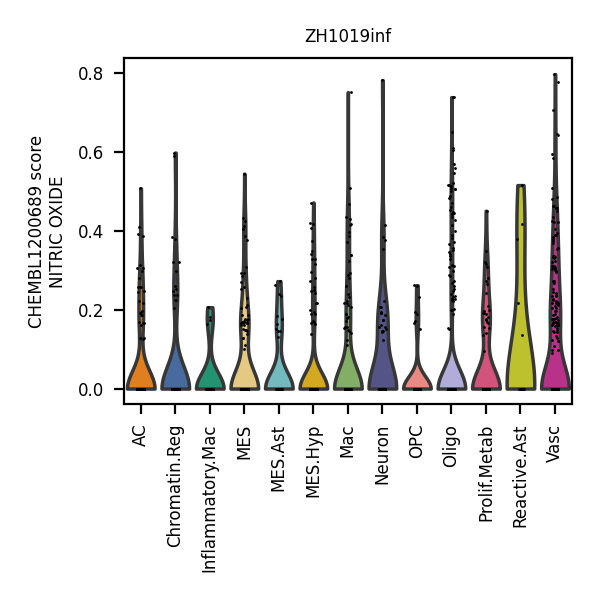 ZH1019inf
CHEMBL1200689 score
NITRIC OXIDE
0.8
0.6
0.4
0.2
0.0
AC
Chromatin.Reg
Inflammatory.Mac
MES
MES.Ast
MES.Hyp
Mac
Neuron
OPC
Oligo
Prolif.Metab
Reactive.Ast
Vasc